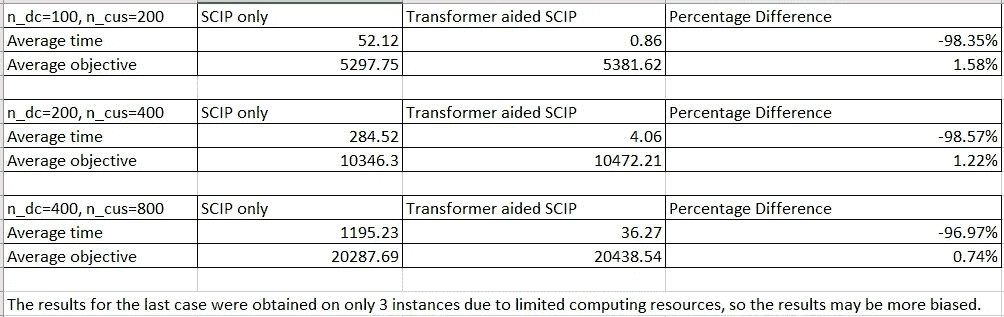 n_dc=100, n_cus=200 SCIP only Transformer aided SCIP Percentage Difference
Average time 52.12 0.86 -98.35%
Average objective 5297.75 5381.62 1.58%
n_dc=200, n_cus=400 SCIP only Transformer aided SCIP Percentage Difference
Average time 284.52 4.06 -98.57%
Average objective 10346.3 10472.21 1.22%
n_dc=400, n_cus=800 SCIP only Transformer aided SCIP Percentage Difference
Average time 1195.23 36.27 -96.97%
Average objective 20287.69 20438.54 0.74%
The results for the last case were obtained on only 3 instances due to limited computing resources, so the results may be more biased.